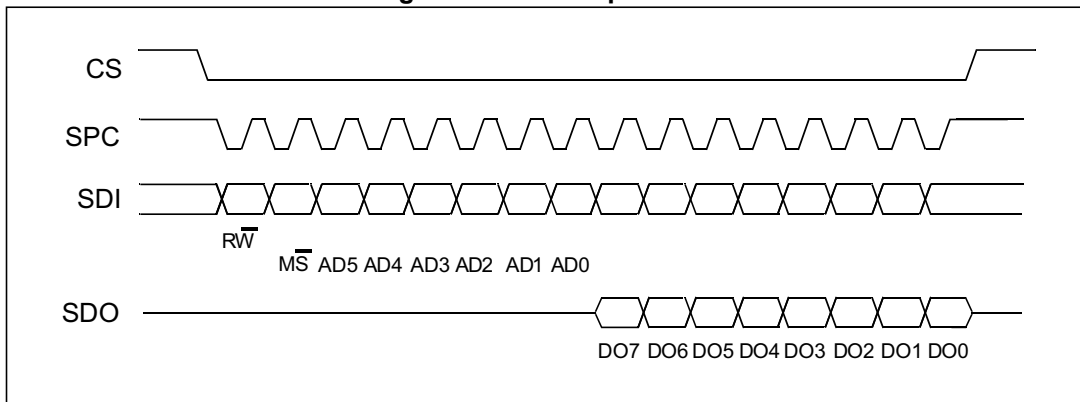 CS
SPC
SDI
RW̅
MS̅ AD5 AD4 AD3 AD2 AD1 AD0
SDO
DO7 DO6 DO5 DO4 DO3 DO2 DO1 DO0